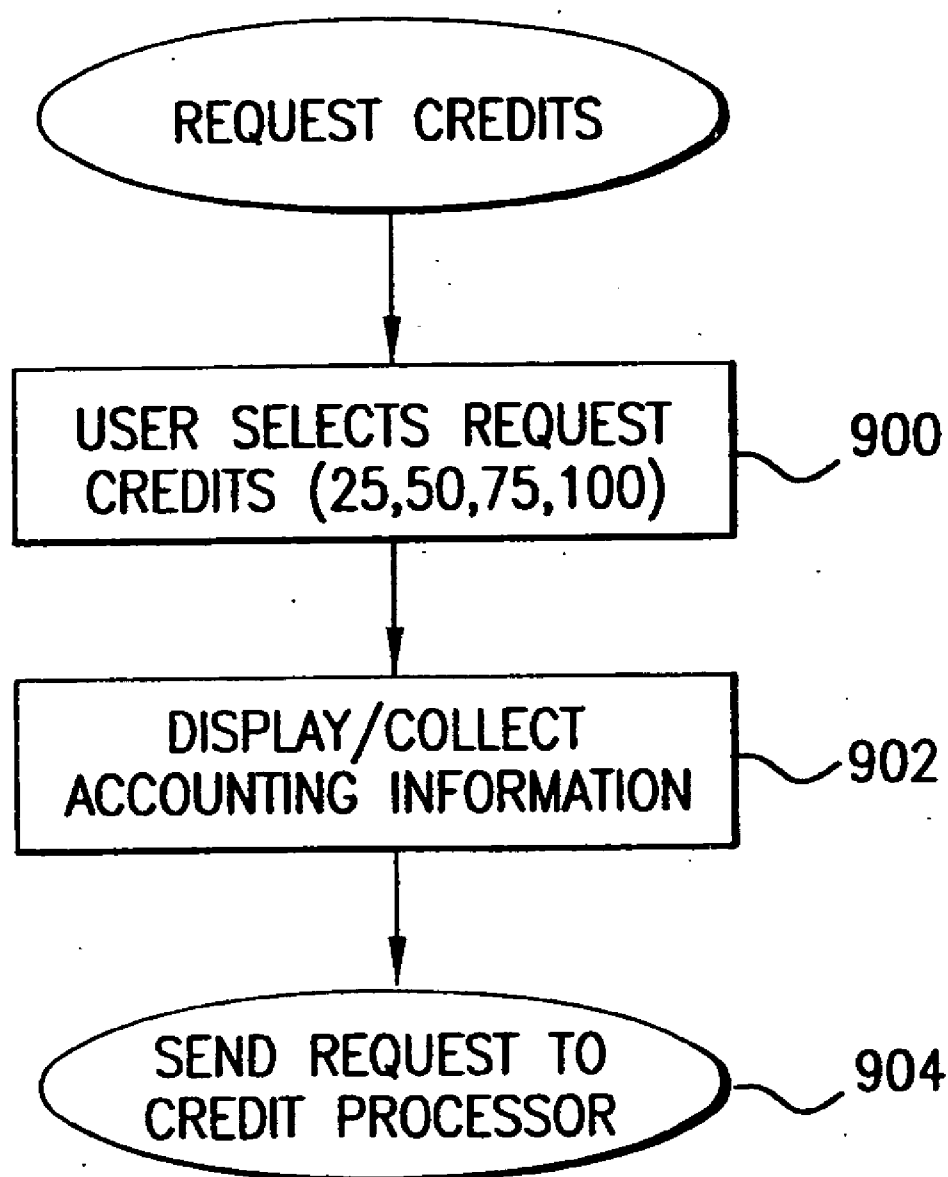 REQUEST CREDITS
USER SELECTS REQUEST
CREDITS (25,50,75,100)
900
DISPLAY/COLLECT
ACCOUNTING INFORMATION
902
SEND REQUEST TO
CREDIT PROCESSOR
904